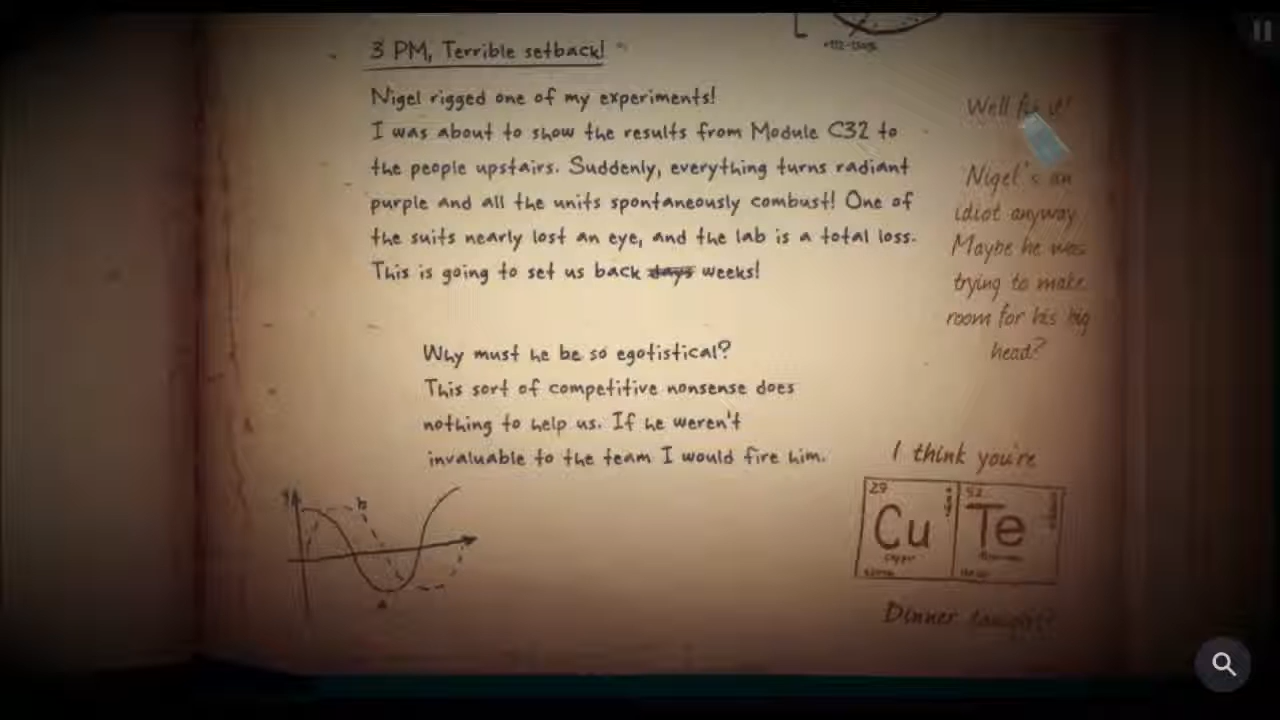 3 PM, Terrible setback!
Nigel rigged one of my experiments!
I was about to show the results from Module C32 to
the people upstairs. Suddenly, everything turns radiant
purple and all the units spontaneously combust! One of
the suits nearly lost an eye, and the lab is a total loss.
This is going to set us back days weeks!
Why must he be so egotistical?
This sort of competitive nonsense does
nothing to help us. If he weren't
invaluable to the team I would fire him.
b
a
Well fix it!
Nigel's an
idiot anyway
Maybe he was
trying to make
room for his big
head?
I think you're
29 52
Cu Te
Copper
Dinner tonight?